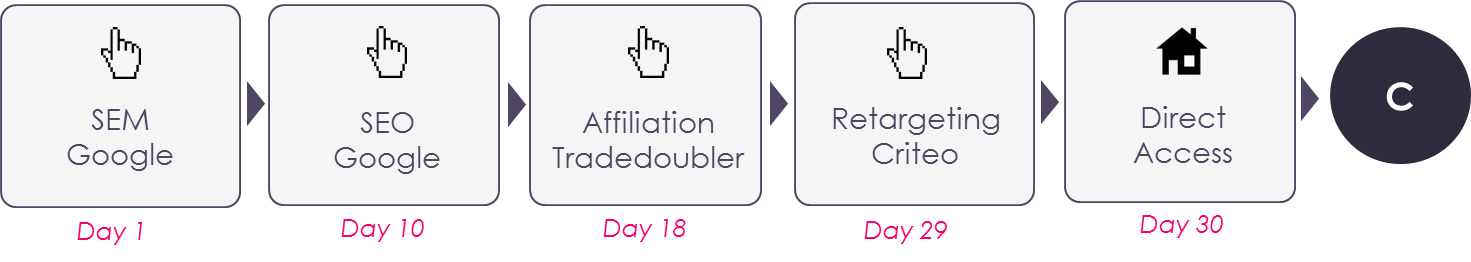 SEM
Google
SEO
Google
Affiliation
Tradedoubler
Retargeting
Criteo
Direct
Access
C
Day 1
Day 10
Day 18
Day 29
Day 30